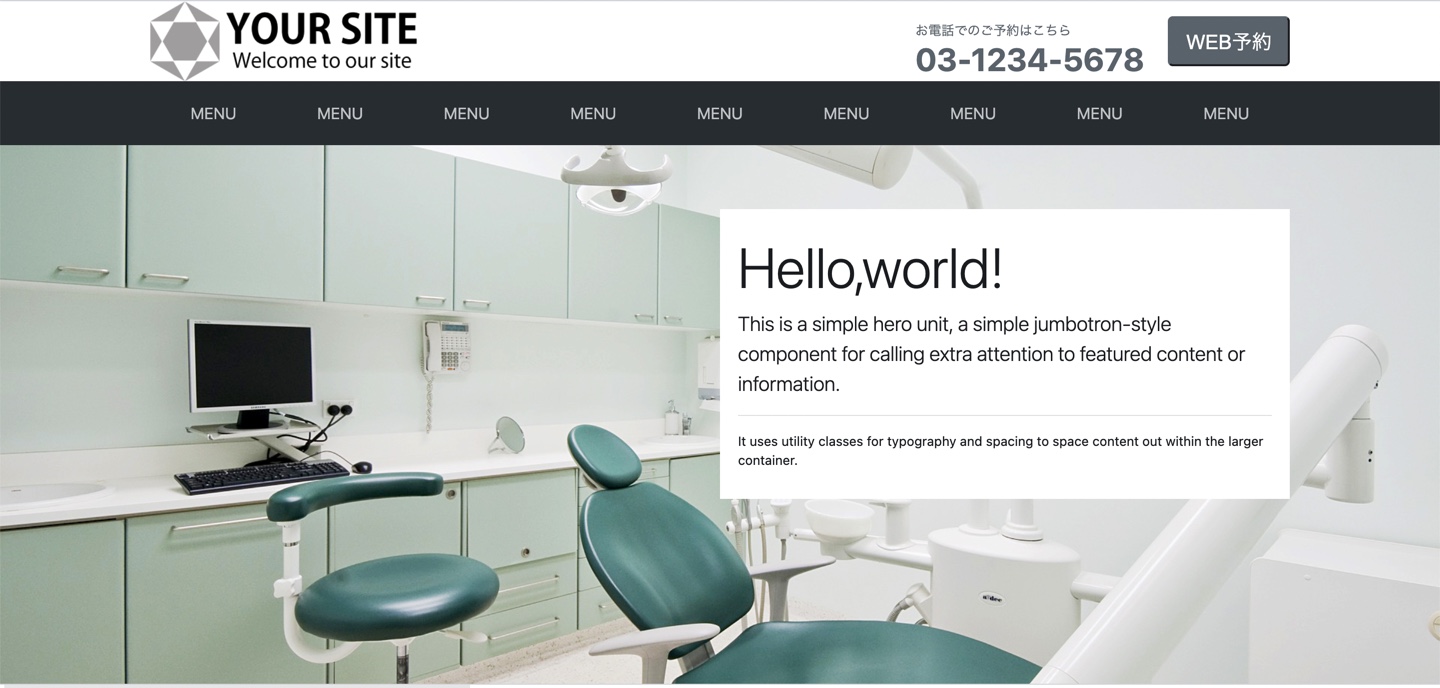 YOUR SITE
Welcome to our site
お電話でのご予約はこちら
03-1234-5678
WEB予約
MENU MENU MENU MENU MENU MENU MENU MENU MENU
Hello,world!
This is a simple hero unit, a simple jumbotron-style
component for calling extra attention to featured content or
information.
It uses utility classes for typography and spacing to space content out within the larger
container.